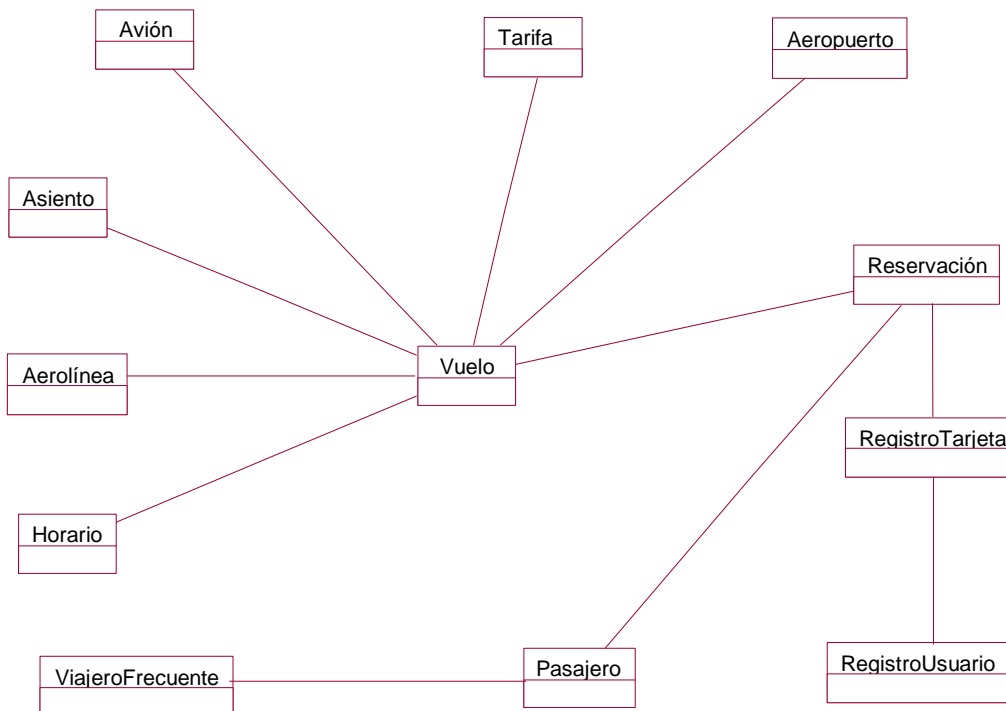 Avión
Tarifa
Aeropuerto
Asiento
Reservación
Vuelo
Aerolínea
RegistroTarjeta
Horario
Pasajero
RegistroUsuario
ViajeroFrecuente